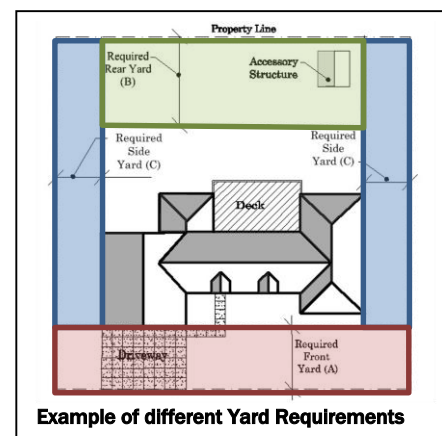 Property Line
Required
Rear Yard
(B)
Accessory
Structure
Required
Side
Yard (C)
Required
Side
Yard (C)
Deck
Driveway
Required
Front
Yard (A)
Example of different Yard Requirements